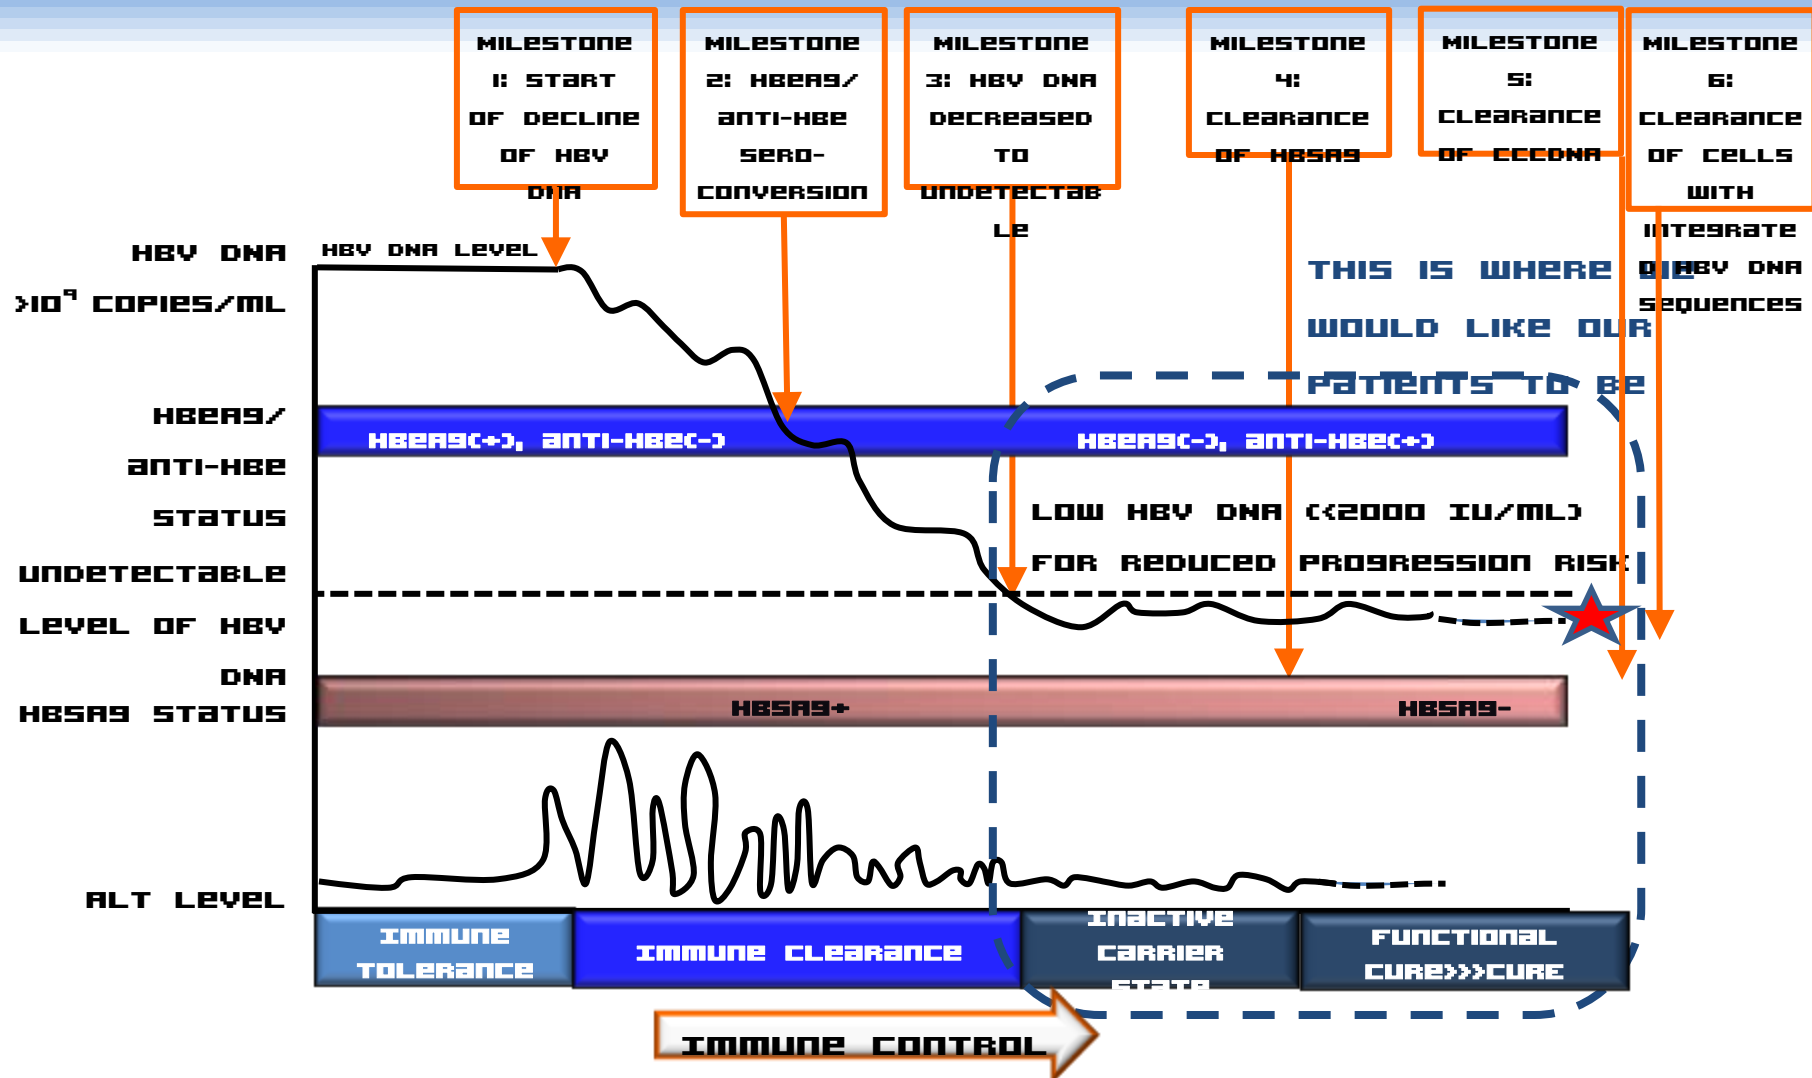 Milestone
1: Start
of decline
of HBV
DNA
Milestone
2: HBeAg/
anti-HBe
sero-
conversion
Milestone
3: HBV DNA
decreased
to
undetectab
le
Milestone
4:
Clearance
of HBsAg
Milestone
5:
Clearance
of cccDNA
Milestone
6:
Clearance
of cells
with
integrate
d HBV DNA
sequences
HBV DNA
>10⁹ copies/mL
HBV DNA level
This is where we
would like our
patients to be
HBeAg/
anti-HBe
status
HBeAg(+), anti-HBe(-)
HBeAg(-), anti-HBe(+)
Low HBV DNA (<2000 IU/mL)
for reduced progression risk
Undetectable
level of HBV
DNA
HBsAg status
HBsAg+
HBsAg-
ALT level
Immune
Tolerance
Immune Clearance
Inactive
Carrier
State
Functional
Cure>>>CURE
Immune Control